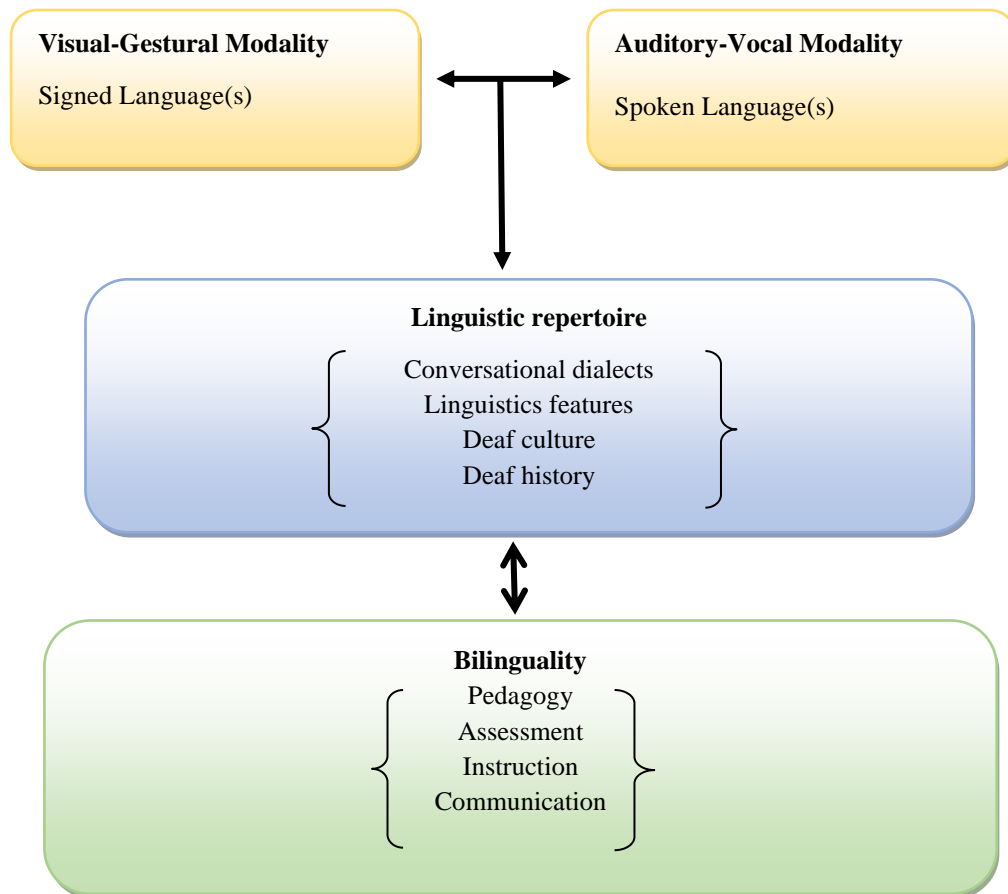 Visual-Gestural Modality
Signed Language(s)
Auditory-Vocal Modality
Spoken Language(s)
Linguistic repertoire
Conversational dialects
Linguistics features
Deaf culture
Deaf history
Bilinguality
Pedagogy
Assessment
Instruction
Communication